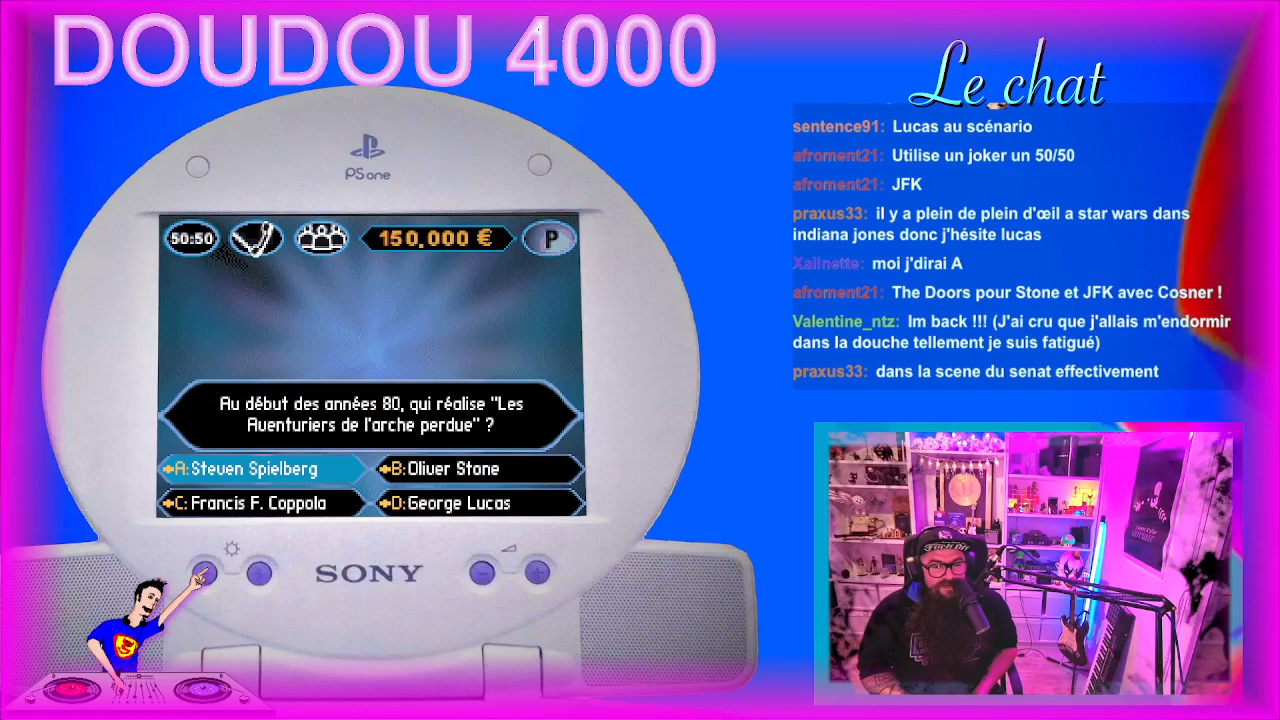 DOUDOU 4000
Le chat
sentence91: Lucas au scénario
afroment21: Utilise un joker un 50/50
afroment21: JFK
praxus33: il y a plein de plein d'œil a star wars dans
indiana jones donc j'hésite lucas
Xalinette: moi j'dirai A
afroment21: The Doors pour Stone et JFK avec Cosner !
Valentine_ntz: Im back !!! (J'ai cru que j'allais m'endormir
dans la douche tellement je suis fatigué)
praxus33: dans la scene du senat effectivement
PS one
50:50
150,000 €
P
Au début des années 80, qui réalise "Les
Aventuriers de l'arche perdue" ?
A: Steven Spielberg
B: Oliver Stone
C: Francis F. Coppola
D: George Lucas
SONY